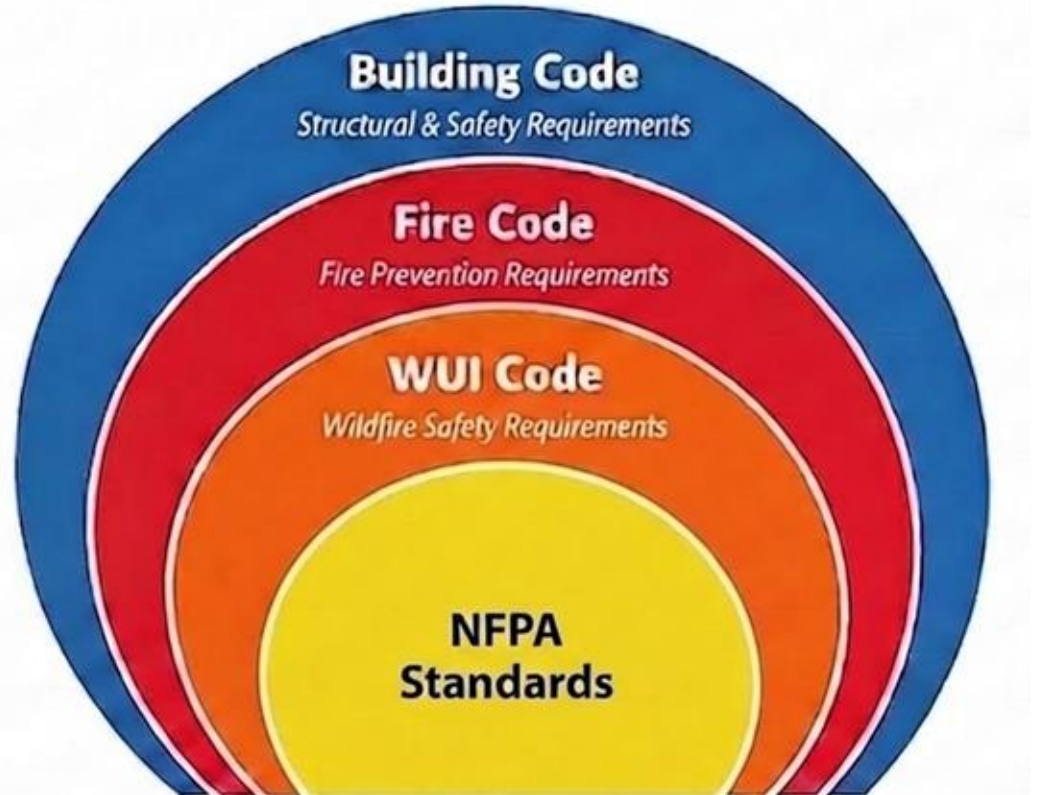 Building Code
Structural & Safety Requirements
Fire Code
Fire Prevention Requirements
WUI Code
Wildfire Safety Requirements
NFPA
Standards